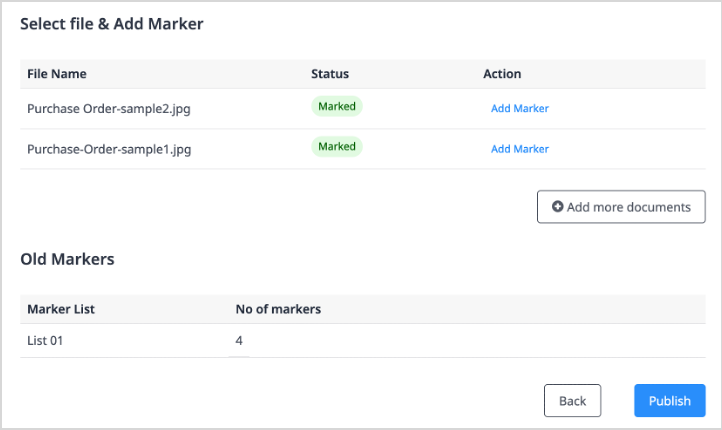 Select file & Add Marker
File Name Status Action
Purchase Order-sample2.jpg Marked Add Marker
Purchase-Order-sample1.jpg Marked Add Marker
Add more documents
Old Markers
Marker List No of markers
List 01 4
Back Publish